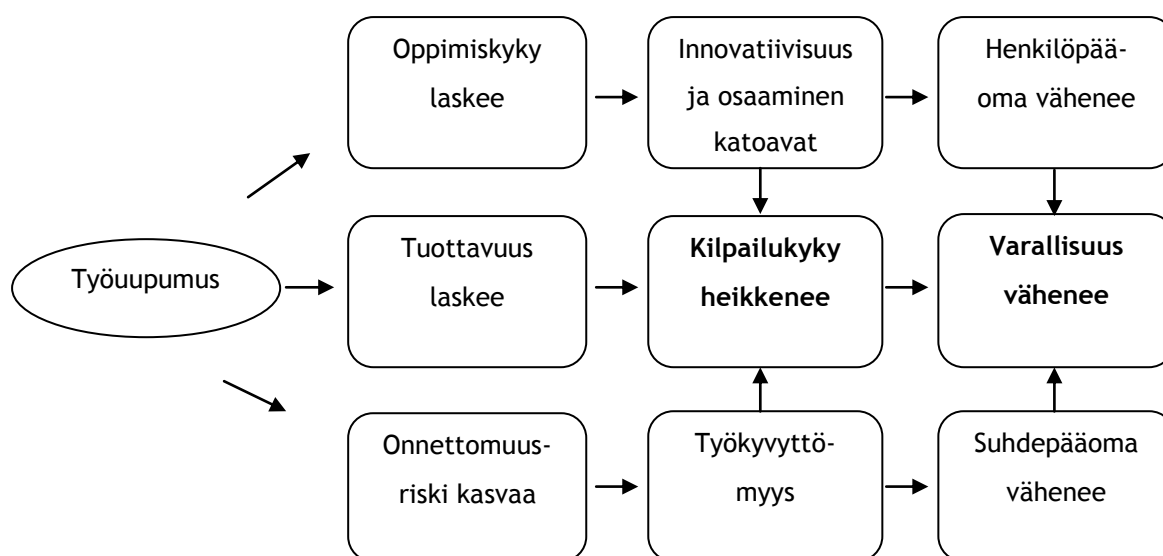 Oppimiskyky
laskee
Innovatiivisuus
ja osaaminen
katoavat
Henkilöpää-
oma vähenee
Työuupumus
Tuottavuus
laskee
Kilpailukyky
heikkenee
Varallisuus
vähenee
Onnettomuus-
riski kasvaa
Työkyvyttö-
myys
Suhdepääoma
vähenee